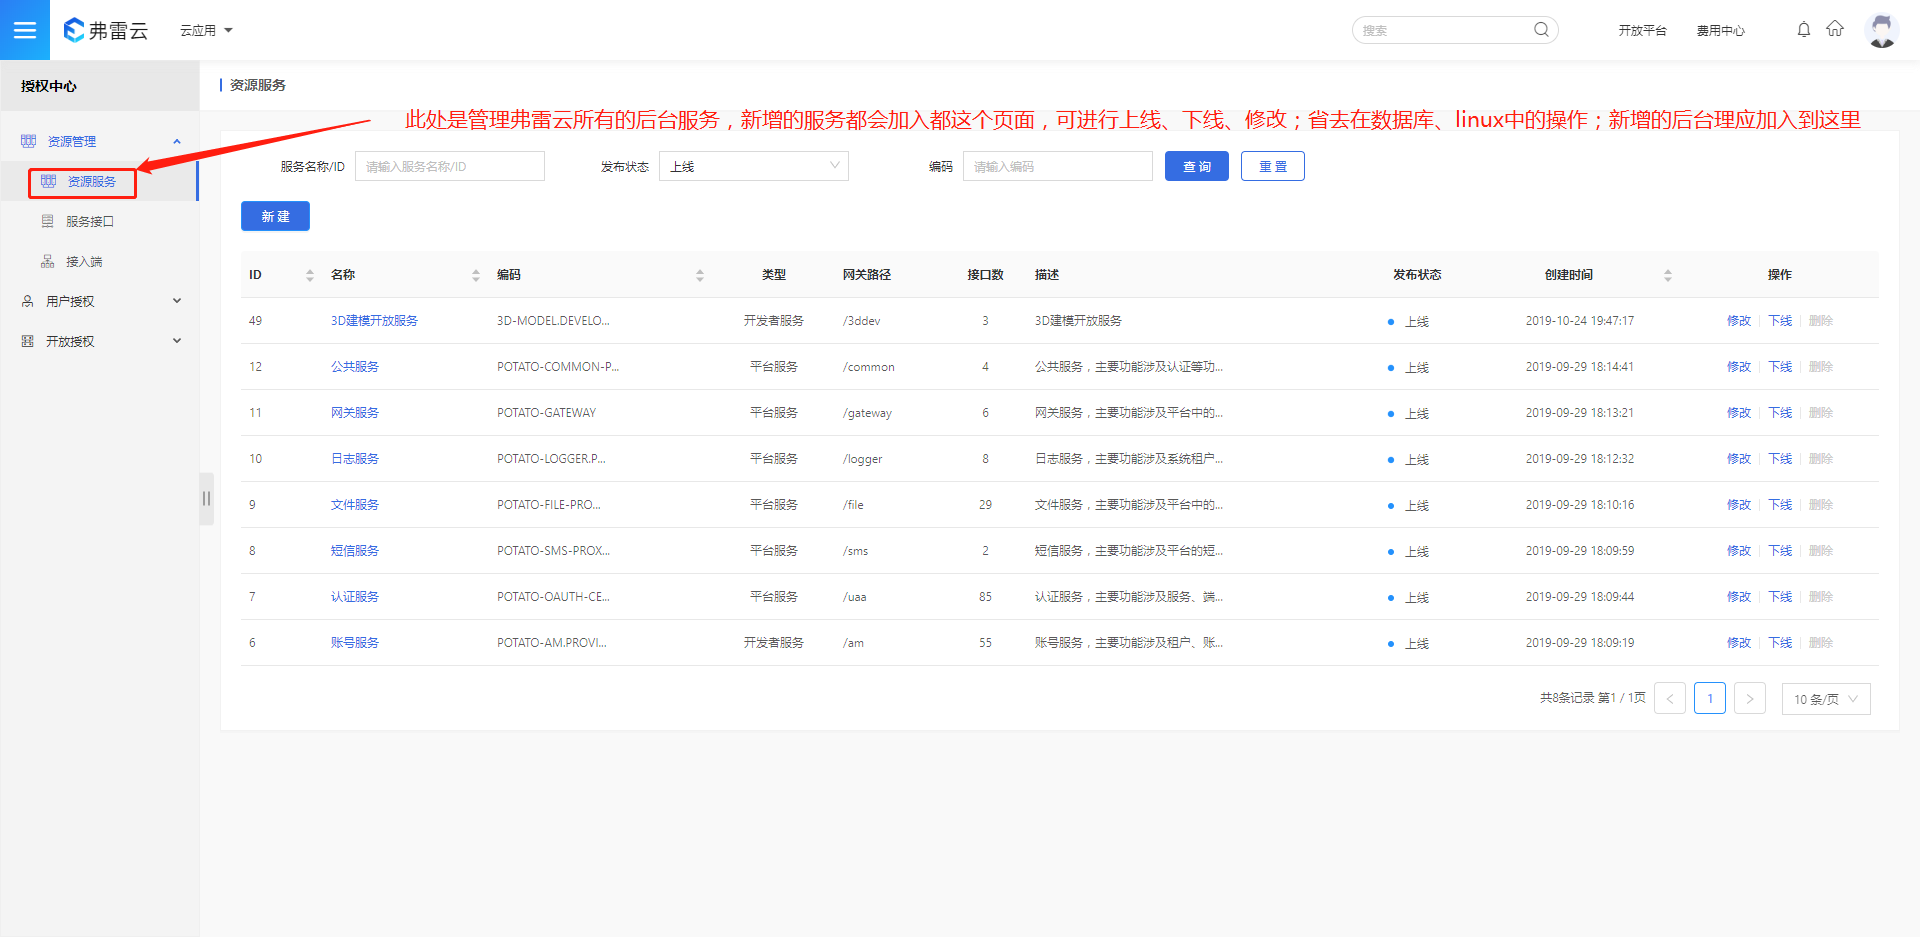 弗雷云
云应用
搜索
开放平台
费用中心
授权中心
资源管理
资源服务
服务接口
接入端
用户授权
开放授权
资源服务
此处是管理弗雷云所有的后台服务，新增的服务都会加入都这个页面，可进行上线、下线、修改；省去在数据库、linux中的操作；新增的后台理应加入到这里
服务名称/ID 请输入服务名称/ID 发布状态 上线 编码 请输入编码 查询 重置
新建
ID 名称 编码 类型 网关路径 接口数 描述 发布状态 创建时间 操作
49 3D建模开放服务 3D-MODEL.DEVELO... 开发者服务 /3ddev 3 3D建模开放服务 上线 2019-10-24 19:47:17 修改 下线 删除
12 公共服务 POTATO-COMMON-P... 平台服务 /common 4 公共服务，主要功能涉及认证等功... 上线 2019-09-29 18:14:41 修改 下线 删除
11 网关服务 POTATO-GATEWAY 平台服务 /gateway 6 网关服务，主要功能涉及平台中的... 上线 2019-09-29 18:13:21 修改 下线 删除
10 日志服务 POTATO-LOGGER.P... 平台服务 /logger 8 日志服务，主要功能涉及系统租户... 上线 2019-09-29 18:12:32 修改 下线 删除
9 文件服务 POTATO-FILE-PRO... 平台服务 /file 29 文件服务，主要功能涉及平台中的... 上线 2019-09-29 18:10:16 修改 下线 删除
8 短信服务 POTATO-SMS-PROX... 平台服务 /sms 2 短信服务，主要功能涉及平台的短... 上线 2019-09-29 18:09:59 修改 下线 删除
7 认证服务 POTATO-OAUTH-CE... 平台服务 /uaa 85 认证服务，主要功能涉及服务、端... 上线 2019-09-29 18:09:44 修改 下线 删除
6 账号服务 POTATO-AM.PROVI... 开发者服务 /am 55 账号服务，主要功能涉及租户、账... 上线 2019-09-29 18:09:19 修改 下线 删除
共8条记录 第1 / 1页 < 1 > 10 条/页